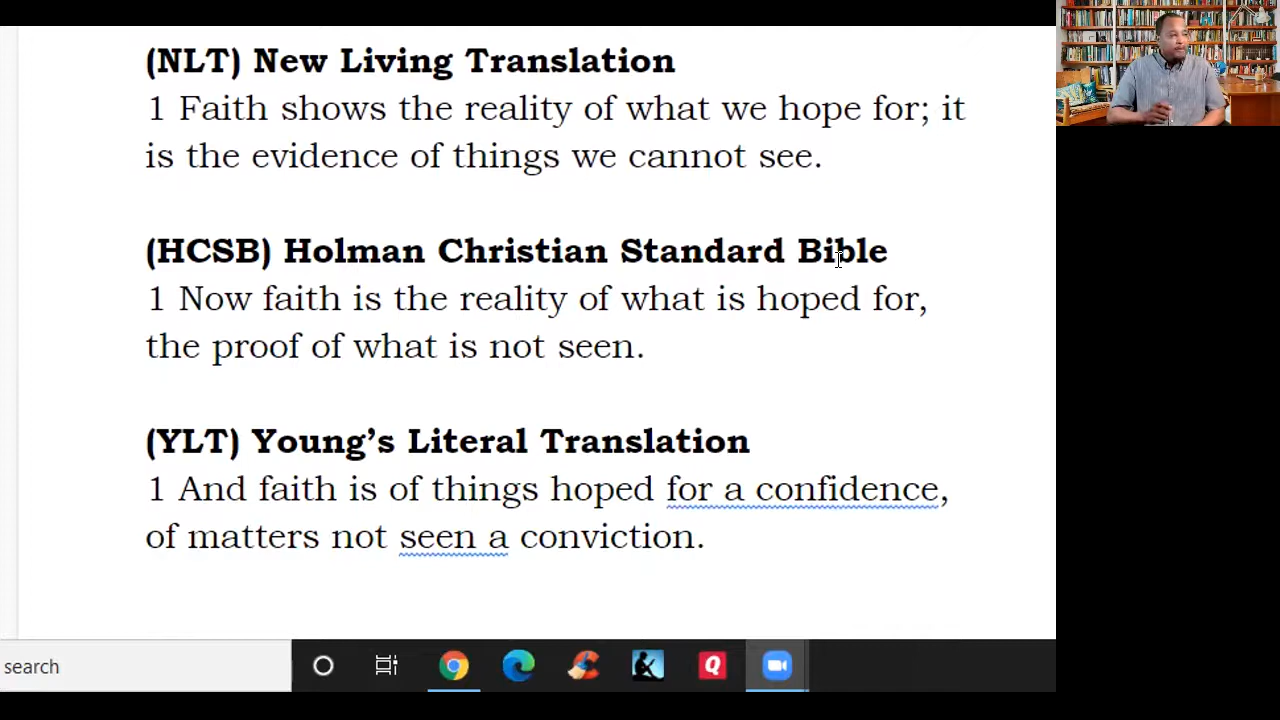 (NLT) New Living Translation
1 Faith shows the reality of what we hope for; it
is the evidence of things we cannot see.
(HCSB) Holman Christian Standard Bible
1 Now faith is the reality of what is hoped for,
the proof of what is not seen.
(YLT) Young’s Literal Translation
1 And faith is of things hoped for a confidence,
of matters not seen a conviction.
search
Q